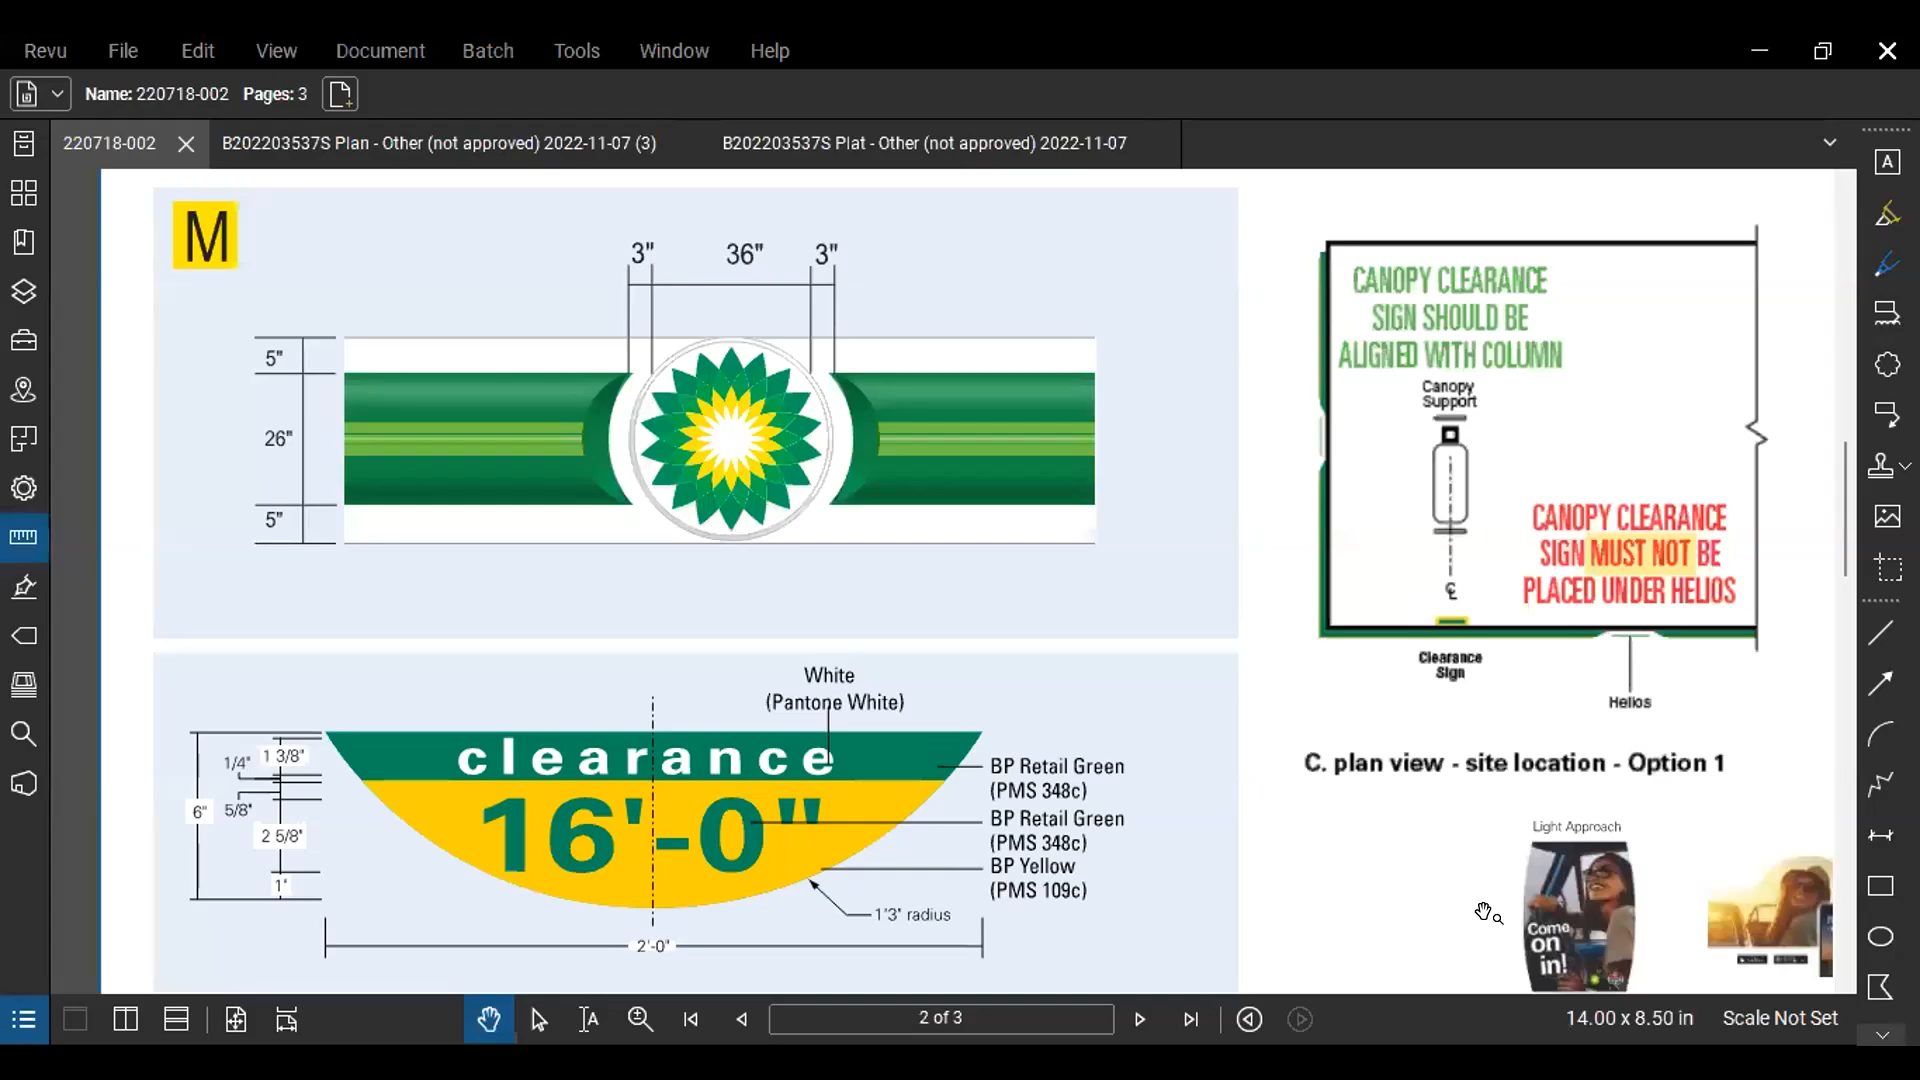 Revu File Edit View Document Batch Tools Window Help
Name: 220718-002 Pages: 3
220718-002
B202203537S Plan - Other (not approved) 2022-11-07 (3)
B202203537S Plat - Other (not approved) 2022-11-07
M
3" 36" 3"
5"
26"
5"
CANOPY CLEARANCE
SIGN SHOULD BE
ALIGNED WITH COLUMN
Canopy
Support
CANOPY CLEARANCE
SIGN MUST NOT BE
PLACED UNDER HELIOS
Clearance
Sign
Helios
C. plan view - site location - Option 1
White
(Pantone White)
clearance
16'-0"
1/4" 1 3/8"
6" 5/8"
2 5/8"
1"
BP Retail Green
(PMS 348c)
BP Retail Green
(PMS 348c)
BP Yellow
(PMS 109c)
1'3" radius
2'-0"
Light Approach
Come
on
in!
2 of 3
14.00 x 8.50 in
Scale Not Set